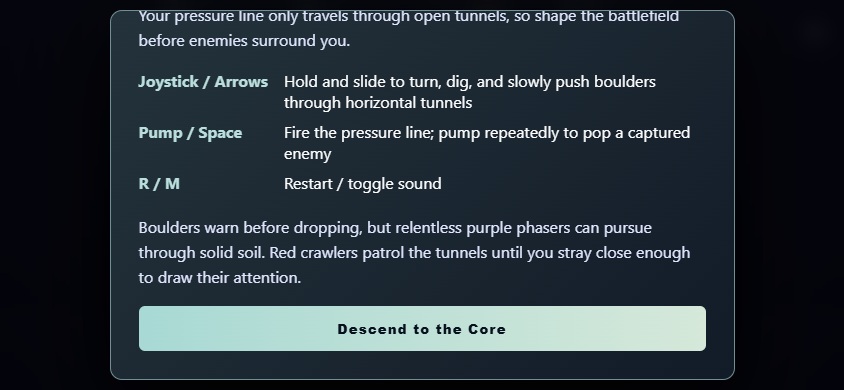 Your pressure line only travels through open tunnels, so shape the battlefield
before enemies surround you.
Joystick / Arrows Hold and slide to turn, dig, and slowly push boulders
through horizontal tunnels
Pump / Space Fire the pressure line; pump repeatedly to pop a captured
enemy
R / M Restart / toggle sound
Boulders warn before dropping, but relentless purple phasers can pursue
through solid soil. Red crawlers patrol the tunnels until you stray close enough
to draw their attention.
Descend to the Core